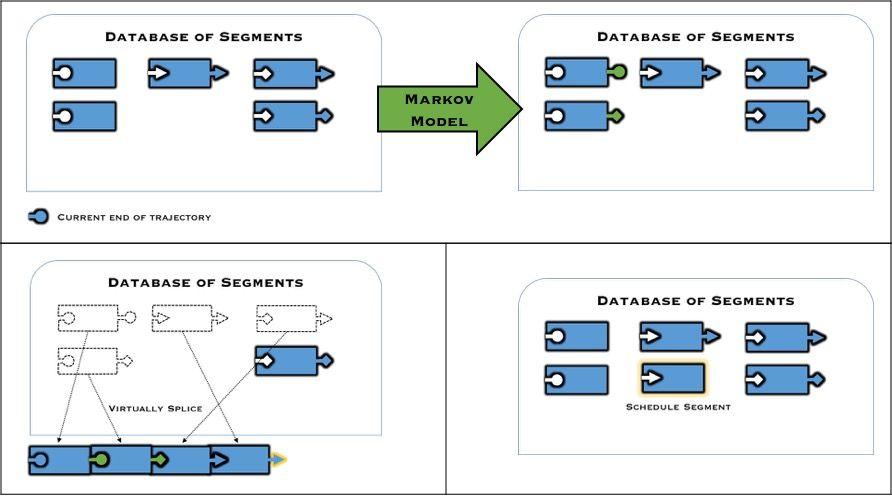 DATABASE OF SEGMENTS
DATABASE OF SEGMENTS
MARKOV
MODEL
CURRENT END OF TRAJECTORY
DATABASE OF SEGMENTS
VIRTUALLY SPLICE
DATABASE OF SEGMENTS
SCHEDULE SEGMENT